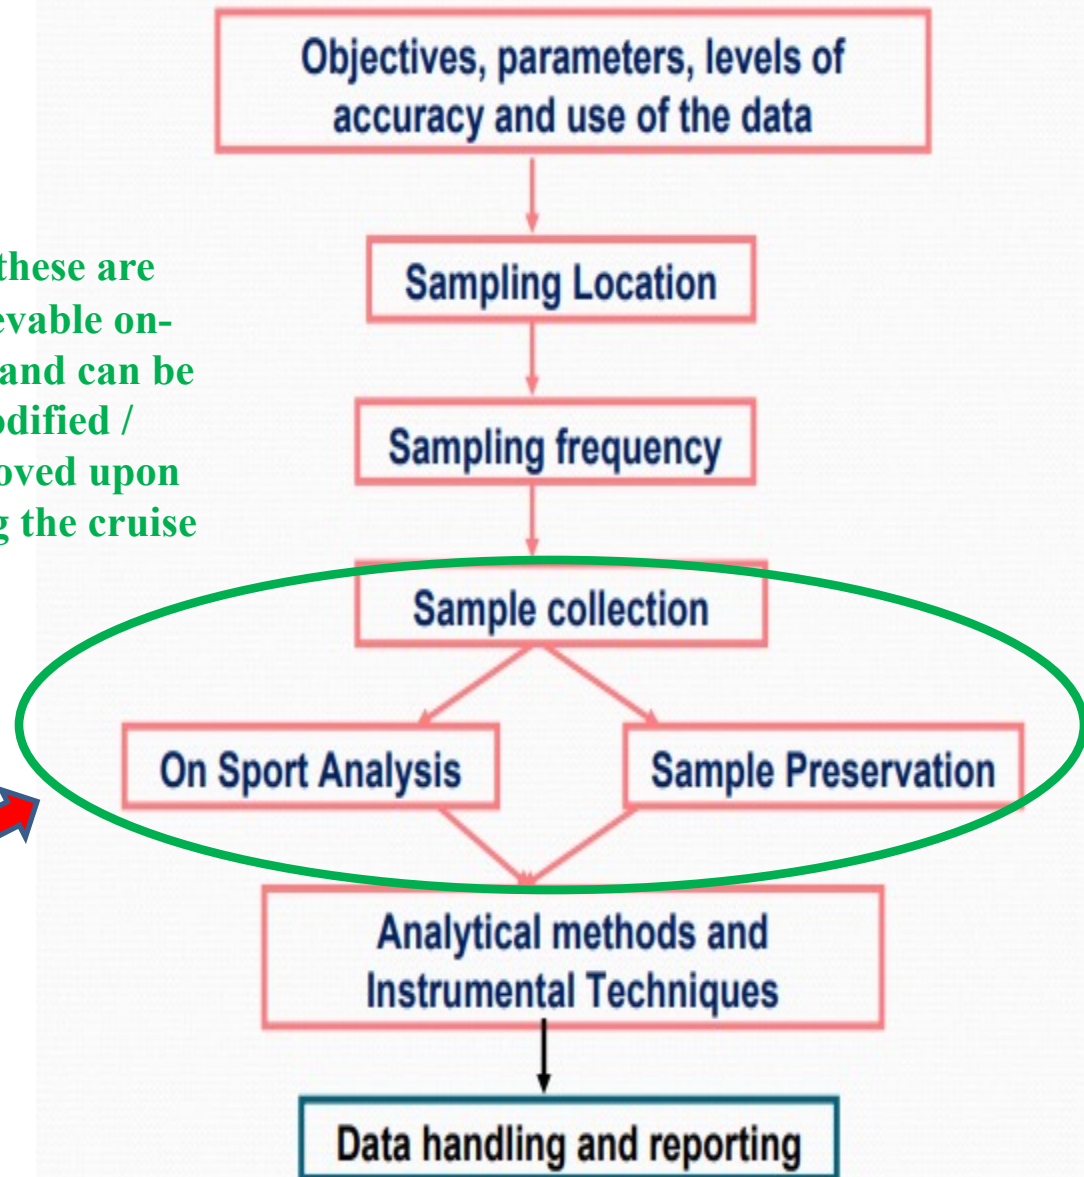 Objectives, parameters, levels of
accuracy and use of the data
Sampling Location
these are
evable on-
and can be
odified /
oved upon
g the cruise
Sampling frequency
Sample collection
On Sport Analysis
Sample Preservation
Analytical methods and
Instrumental Techniques
Data handling and reporting